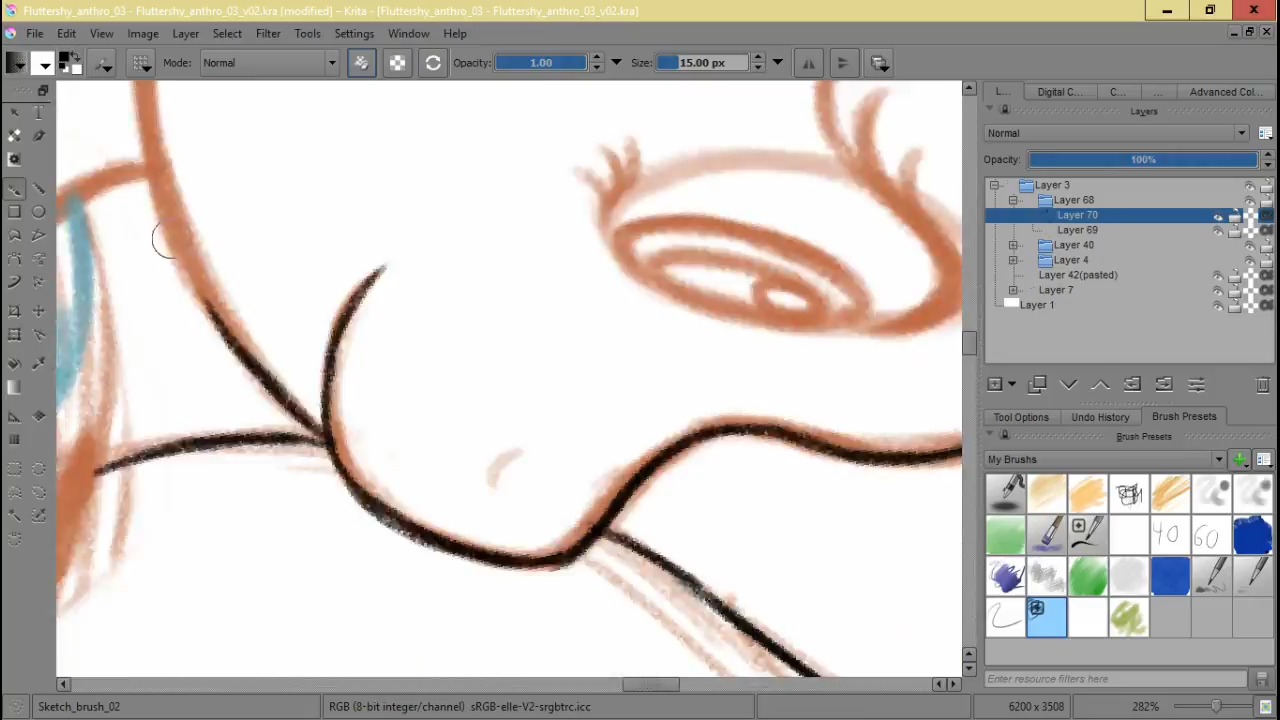 Fluttershy_anthro_03 - Fluttershy_anthro_03_v02.kra [modified] – Krita - [Fluttershy_anthro_03 - Fluttershy_anthro_03_v02.kra]
File Edit View Image Layer Select Filter Tools Settings Window Help
Mode: Normal Opacity: 1.00 Size: 15.00 px
L... Digital C... C... ... Advanced Col...
Layers
Normal
Opacity: 100%
Layer 3
Layer 68
Layer 70
Layer 69
Layer 40
Layer 4
Layer 42(pasted)
Layer 7
Layer 1
Tool Options Undo History Brush Presets
Brush Presets
My Brushes
40 60
Enter resource filters here
Sketch_brush_02 RGB (8-bit integer/channel) sRGB-elle-V2-srgbtrc.icc 6200 x 3508 282%